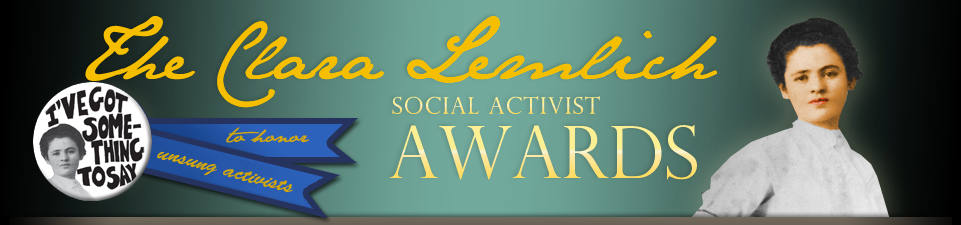 The Clara Lemlich
SOCIAL ACTIVIST
AWARDS
I'VE GOT
SOME-
THING
TO SAY
to honor
unsung activists